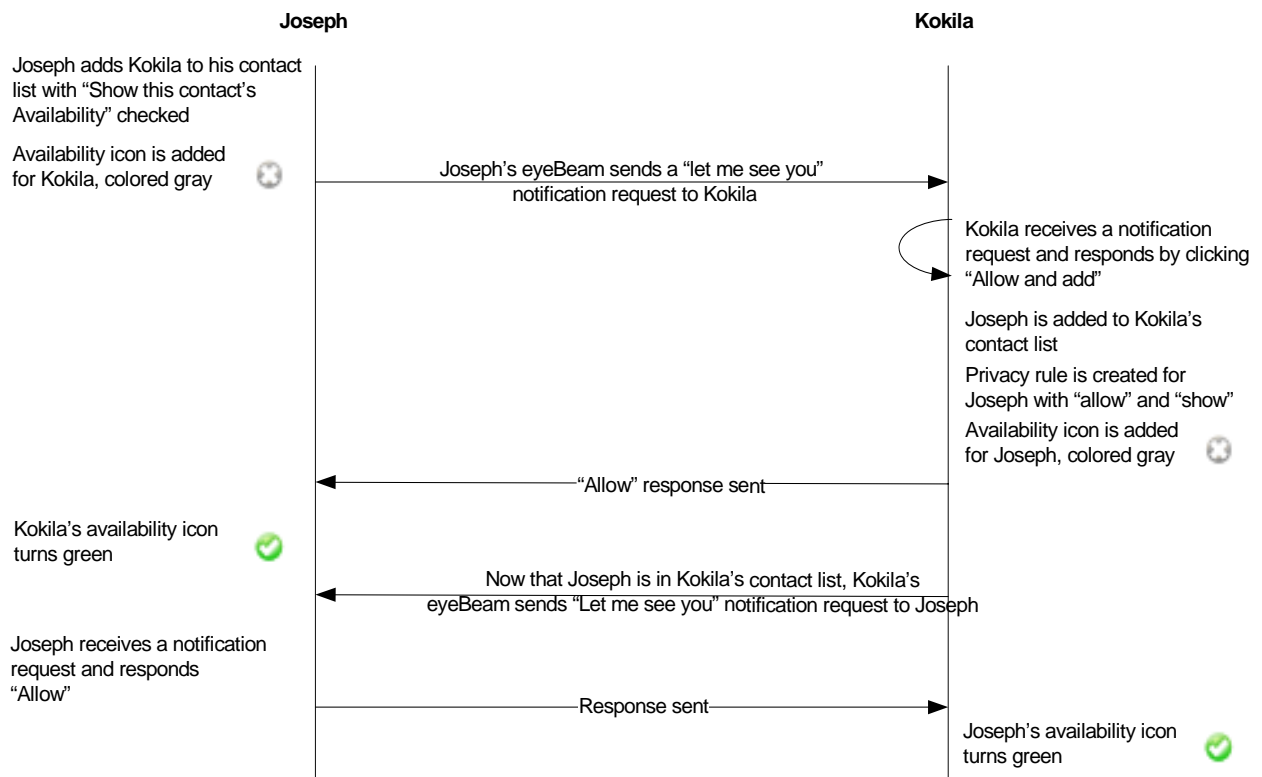 Joseph
Kokila
Joseph adds Kokila to his contact
list with “Show this contact’s
Availability” checked
Availability icon is added
for Kokila, colored gray
Joseph’s eyeBeam sends a “let me see you”
notification request to Kokila
Kokila receives a notification
request and responds by clicking
“Allow and add”
Joseph is added to Kokila’s
contact list
Privacy rule is created for
Joseph with “allow” and “show”
Availability icon is added
for Joseph, colored gray
“Allow” response sent
Kokila’s availability icon
turns green
Now that Joseph is in Kokila’s contact list, Kokila’s
eyeBeam sends “Let me see you” notification request to Joseph
Joseph receives a notification
request and responds
“Allow”
Response sent
Joseph’s availability icon
turns green